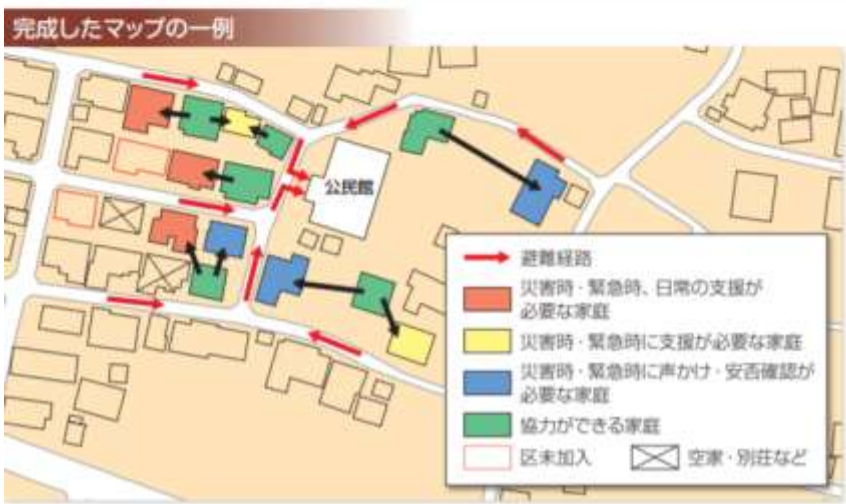 完成したマップの一例
公民館
避難経路
災害時・緊急時、日常の支援が
必要な家庭
災害時・緊急時に支援が必要な家庭
災害時・緊急時に声かけ・安否確認が
必要な家庭
協力ができる家庭
区未加入
空家・別荘など